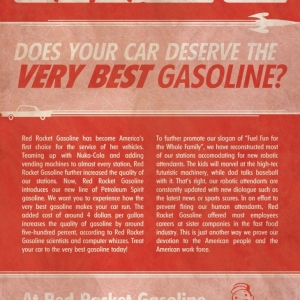 DOES YOUR CAR DESERVE THE
VERY BEST GASOLINE?
Red Rocket Gasoline has become America's
first choice for the service of her vehicles.
Teaming up with Nuka-Cola and adding
vending machines to almost every station, Red
Rocket Gasoline further increased the quality of
our stations. Now, Red Rocket Gasoline
introduces our new line of Petroleum Spirit
gasoline. We want you to experience how the
very best gasoline makes your car run. The
added cost of around 4 dollars per gallon
increases the quality of gasoline by around
five-hundred percent, according to Red Rocket
Gasoline scientists and computer whizzes. Treat
your car to the very best gasoline today!
To further promote our slogan of "Fuel Fun for
the Whole Family", we have reconstructed most
of our stations accomodating for new robotic
attendants. The kids will marvel at the high-tec
futuristic machinery, while dad talks baseball
with it. That's right, our robotic attendants are
constantly updated with new dialogue such as
the latest news or sports scores. In an effort to
prevent firing our human attendants, Red
Rocket Gasoline offered most employees
careers at sister companies in the fast food
industry. This is just another way we prove our
devotion to the American people and the
American work force.
At Red Rocket Gasoline